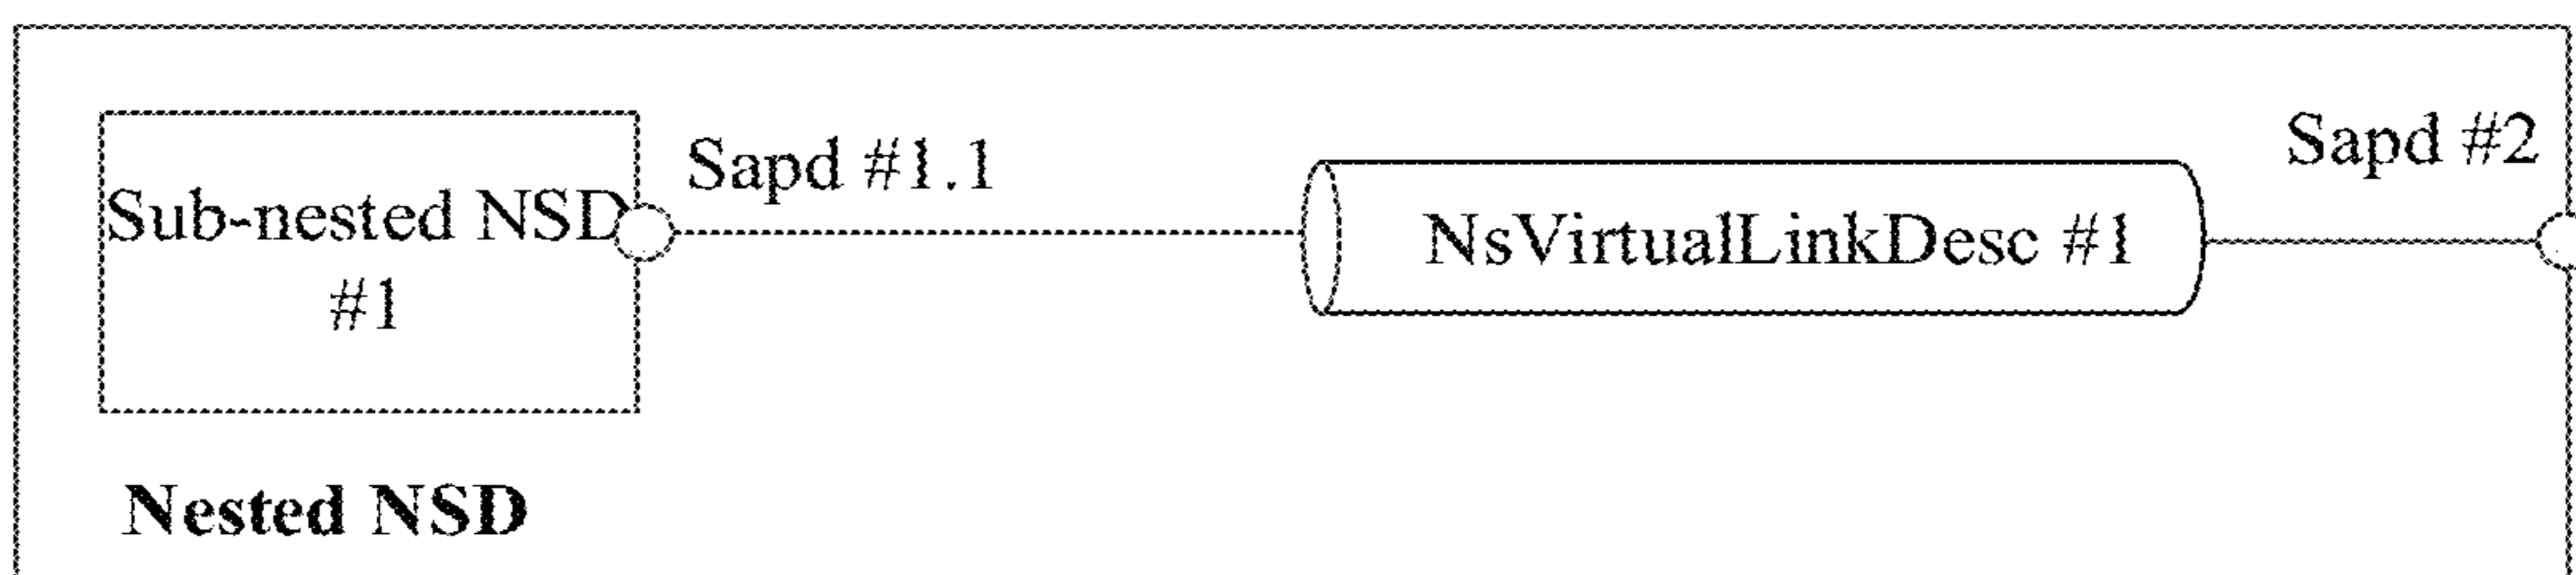 Sub-nested NSD
#1
Sapd #1.1
NsVirtualLinkDesc #1
Sapd #2
Nested NSD